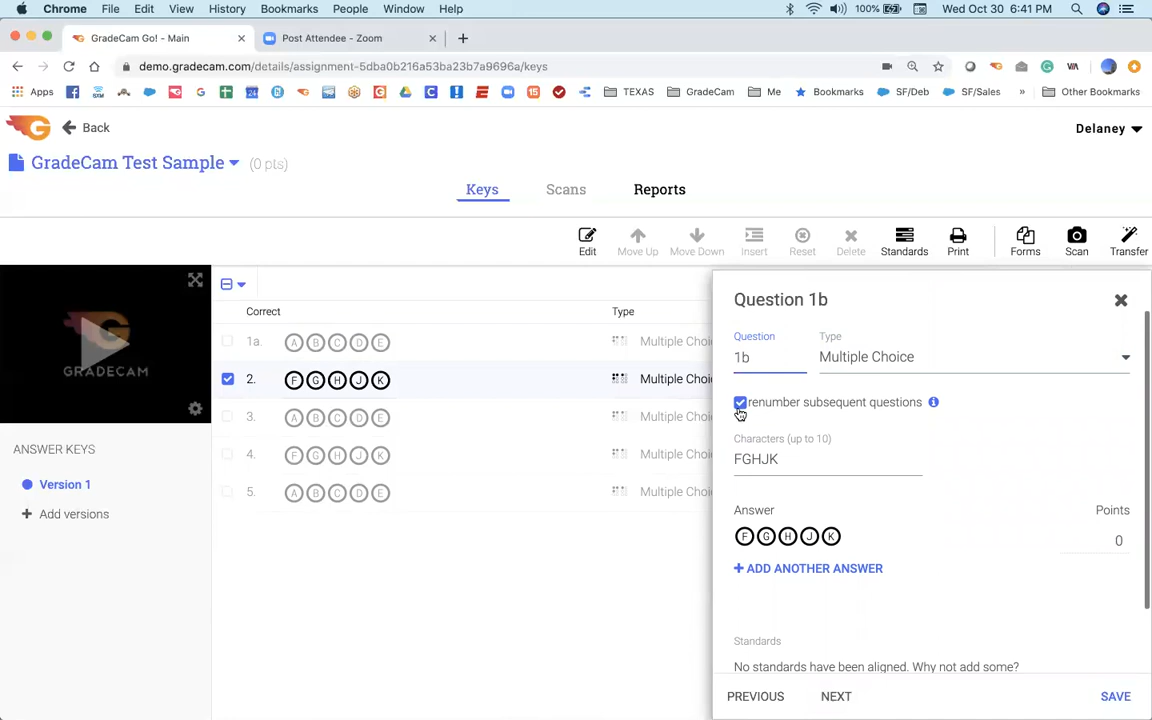 Chrome File Edit View History Bookmarks People Window Help 100% Wed Oct 30 6:41 PM
GradeCam Go! - Main Post Attendee - Zoom
demo.gradecam.com/details/assignment-5dba0b216a53ba23b7a9696a/keys
Apps TEXAS GradeCam Me Bookmarks SF/Deb SF/Sales » Other Bookmarks
Back Delaney
GradeCam Test Sample (0 pts)
Keys Scans Reports
Edit Move Up Move Down Insert Reset Delete Standards Print Forms Scan Transfer
GRADECAM
ANSWER KEYS
Version 1
+ Add versions
Correct Type
1a. A B C D E Multiple Choi
2. F G H J K Multiple Choi
3. A B C D E Multiple Choi
4. A B C D E Multiple Choi
5. A B C D E Multiple Choi
Question 1b
Question Type
1b Multiple Choice
renumber subsequent questions
Characters (up to 10)
FGHJK
Answer Points
F G H J K 0
+ ADD ANOTHER ANSWER
Standards
No standards have been aligned. Why not add some?
PREVIOUS NEXT SAVE